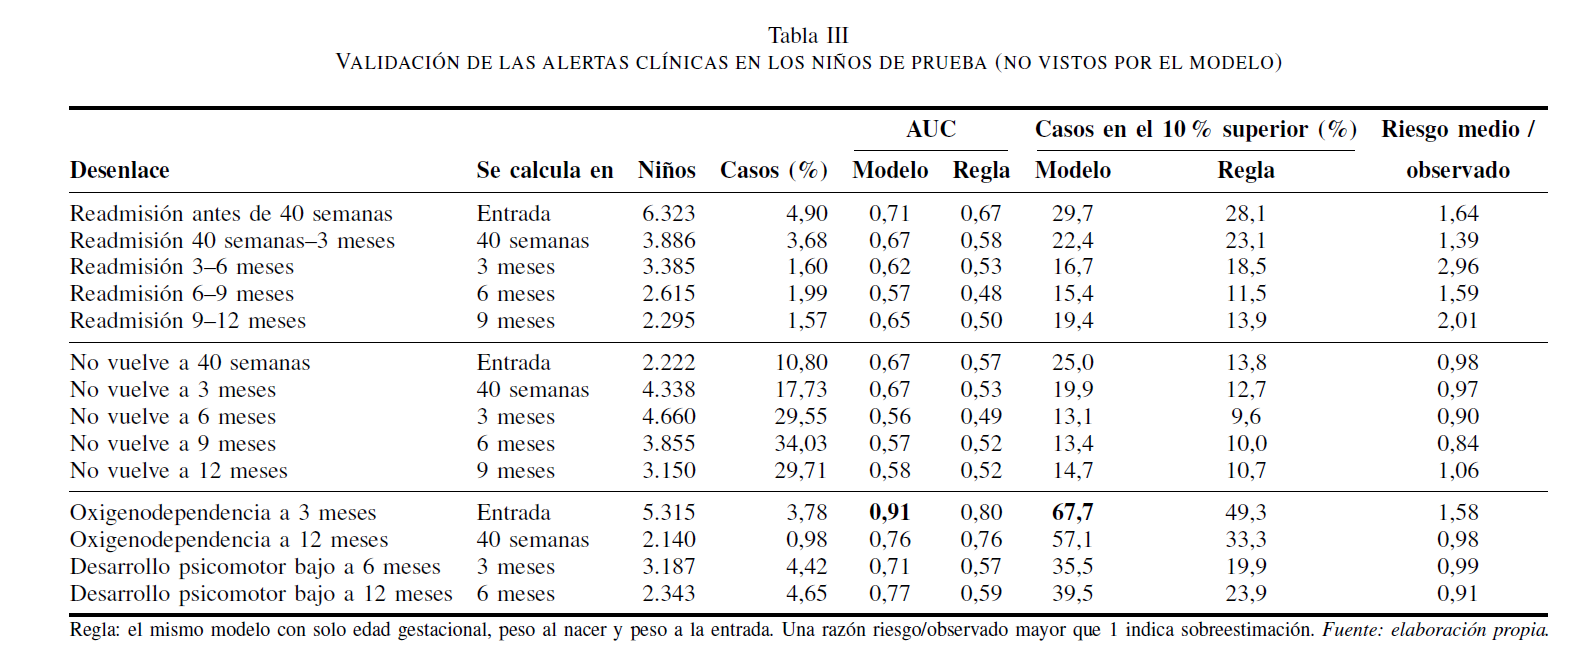 Tabla III
VALIDACIÓN DE LAS ALERTAS CLÍNICAS EN LOS NIÑOS DE PRUEBA (NO VISTOS POR EL MODELO)
AUC Casos en el 10 % superior (%) Riesgo medio /
Desenlace Se calcula en Niños Casos (%) Modelo Regla Modelo Regla observado
Readmisión antes de 40 semanas Entrada 6.323 4,90 0,71 0,67 29,7 28,1 1,64
Readmisión 40 semanas–3 meses 40 semanas 3.886 3,68 0,67 0,58 22,4 23,1 1,39
Readmisión 3–6 meses 3 meses 3.385 1,60 0,62 0,53 16,7 18,5 2,96
Readmisión 6–9 meses 6 meses 2.615 1,99 0,57 0,48 15,4 11,5 1,59
Readmisión 9–12 meses 9 meses 2.295 1,57 0,65 0,50 19,4 13,9 2,01
No vuelve a 40 semanas Entrada 2.222 10,80 0,67 0,57 25,0 13,8 0,98
No vuelve a 3 meses 40 semanas 4.338 17,73 0,67 0,53 19,9 12,7 0,97
No vuelve a 6 meses 3 meses 4.660 29,55 0,56 0,49 13,1 9,6 0,90
No vuelve a 9 meses 6 meses 3.855 34,03 0,57 0,52 13,4 10,0 0,84
No vuelve a 12 meses 9 meses 3.150 29,71 0,58 0,52 14,7 10,7 1,06
Oxigenodependencia a 3 meses Entrada 5.315 3,78 0,91 0,80 67,7 49,3 1,58
Oxigenodependencia a 12 meses 40 semanas 2.140 0,98 0,76 0,76 57,1 33,3 0,98
Desarrollo psicomotor bajo a 6 meses 3 meses 3.187 4,42 0,71 0,57 35,5 19,9 0,99
Desarrollo psicomotor bajo a 12 meses 6 meses 2.343 4,65 0,77 0,59 39,5 23,9 0,91
Regla: el mismo modelo con solo edad gestacional, peso al nacer y peso a la entrada. Una razón riesgo/observado mayor que 1 indica sobreestimación. Fuente: elaboración propia.